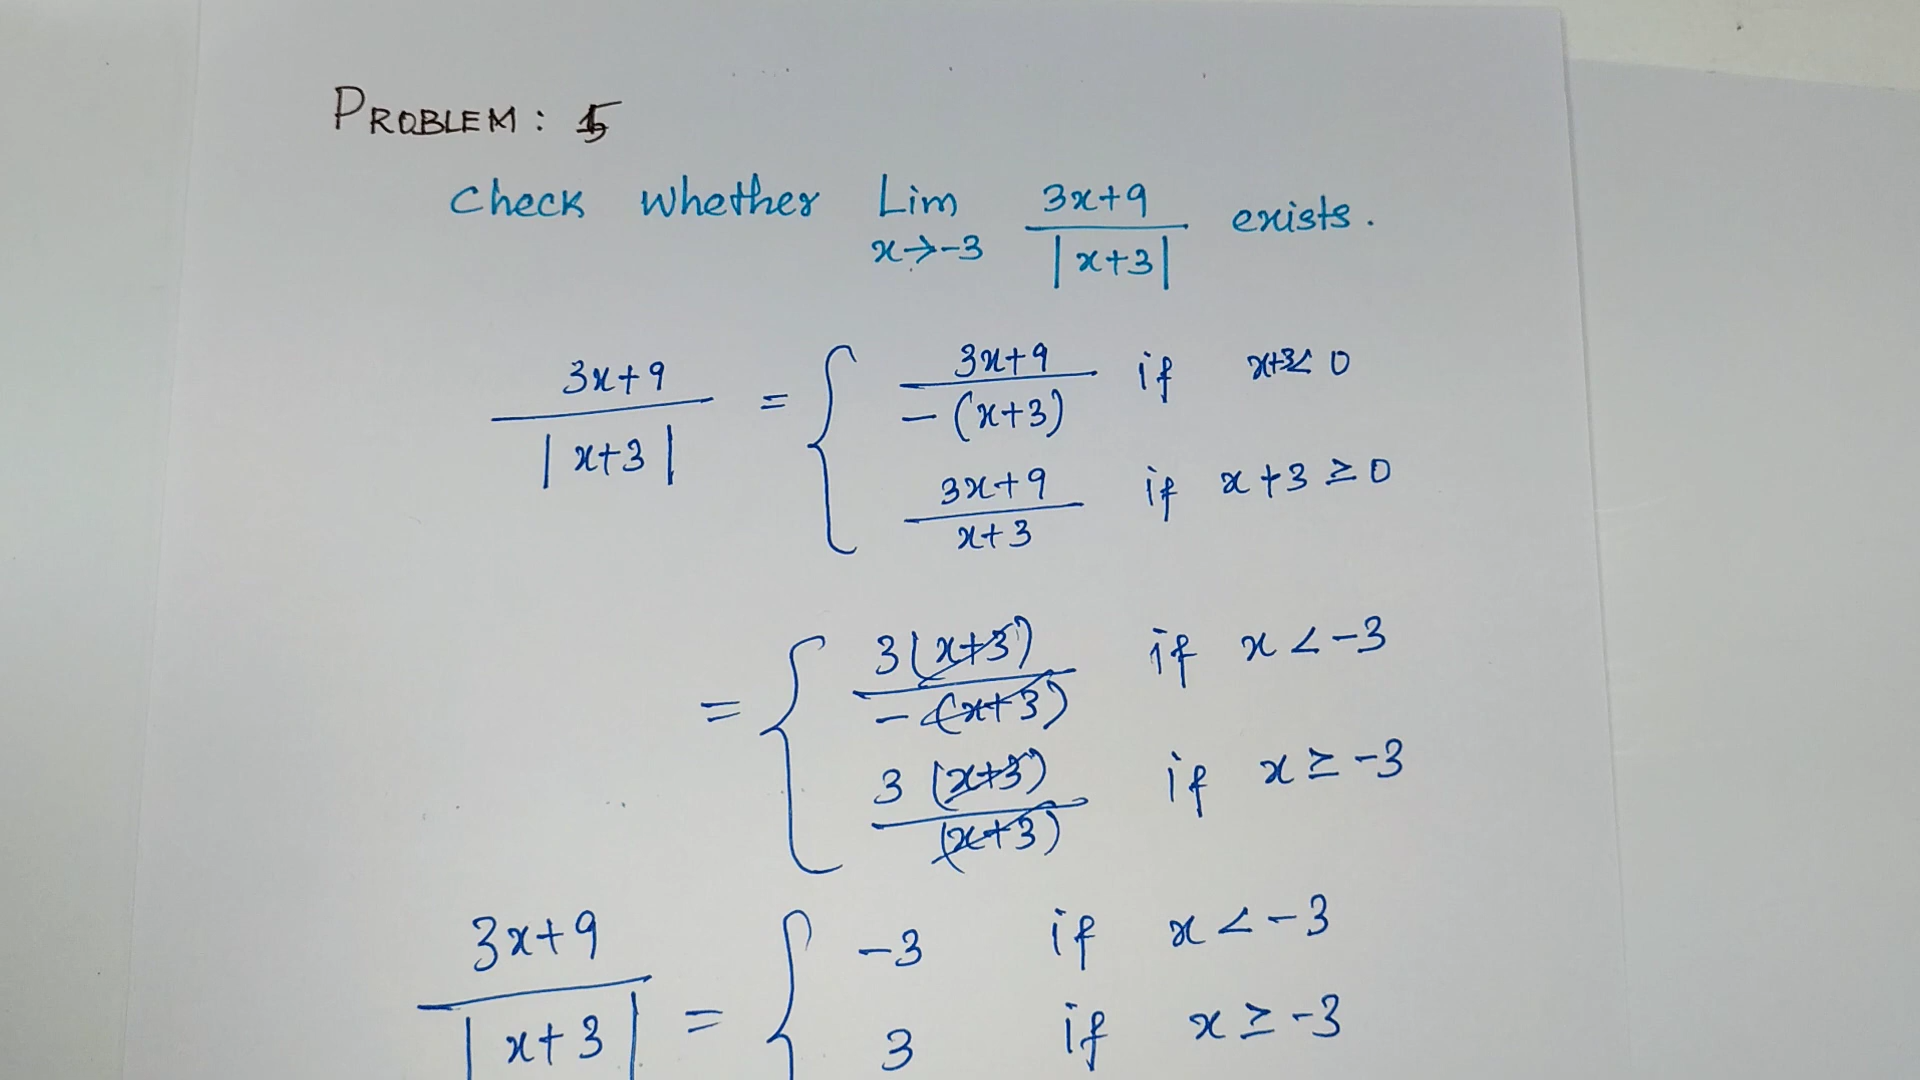 PROBLEM: 5
Check whether Lim x→-3 (3x+9)/|x+3| exists.
(3x+9)/|x+3| = { (3x+9)/(-(x+3)) if x+3<0
(3x+9)/(x+3) if x+3≥0
= { 3(x+3)/(-(x+3)) if x<-3
3(x+3)/(x+3) if x≥-3
(3x+9)/|x+3| = { -3 if x<-3
3 if x≥-3